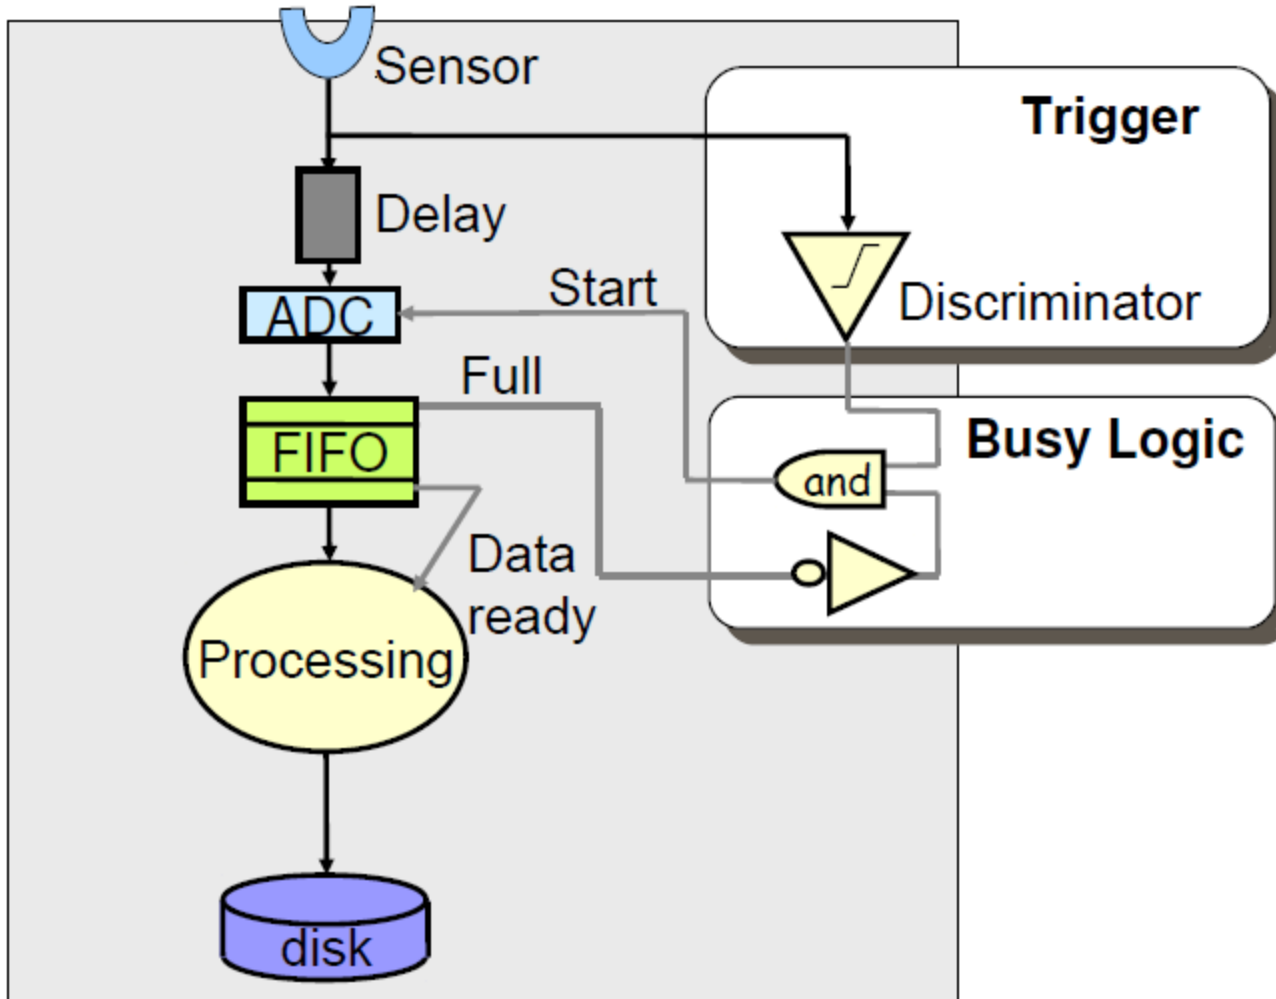 Sensor
Trigger
Delay
Start
ADC
Discriminator
Full
FIFO
Busy Logic
and
Data
ready
Processing
disk